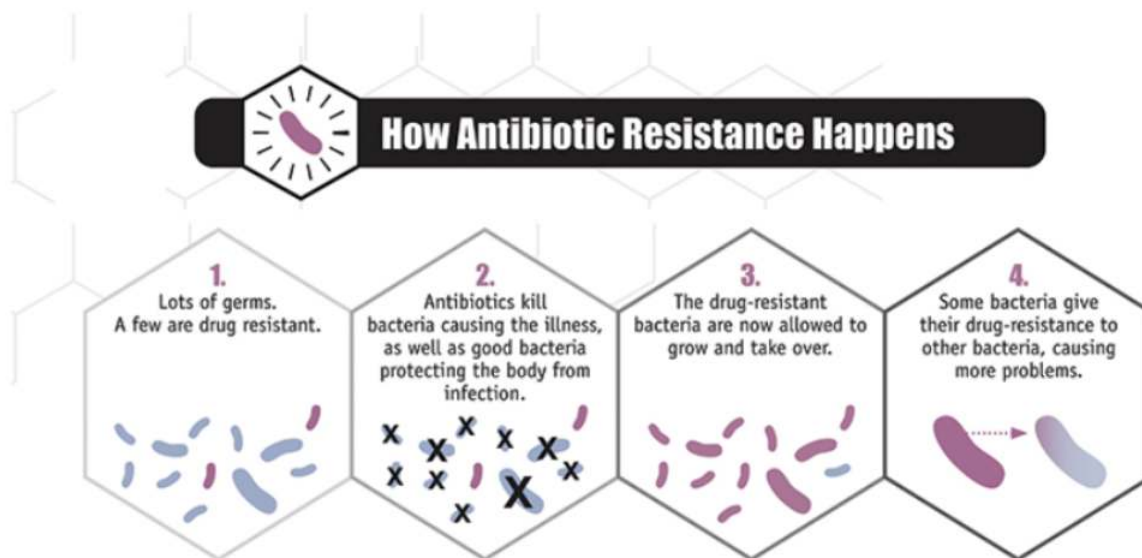 How Antibiotic Resistance Happens
1.
Lots of germs.
A few are drug resistant.
2.
Antibiotics kill
bacteria causing the illness,
as well as good bacteria
protecting the body from
infection.
X X X X X X X X X X X
3.
The drug-resistant
bacteria are now allowed to
grow and take over.
4.
Some bacteria give
their drug-resistance to
other bacteria, causing
more problems.